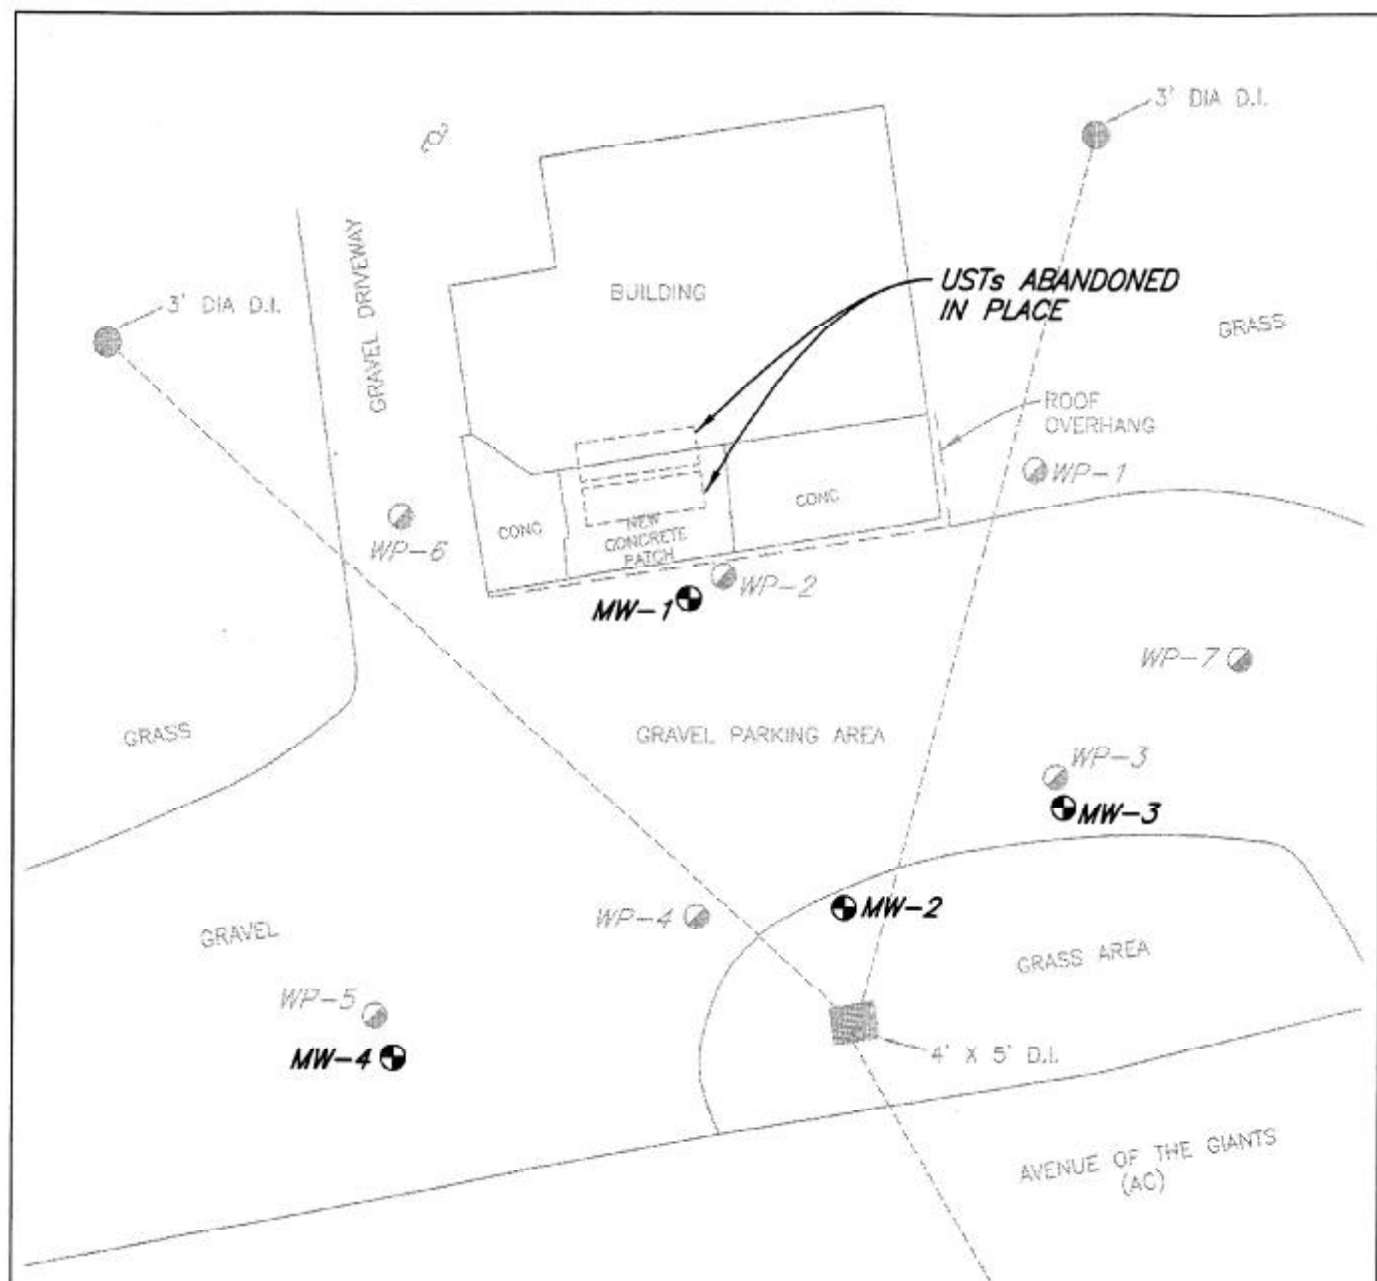 3' DIA D.I.
3' DIA D.I.
GRAVEL DRIVEWAY
BUILDING
USTs ABANDONED
IN PLACE
GRASS
ROOF
OVERHANG
WP-1
CONC
CONC
NEW
CONCRETE
PATCH
WP-6
WP-2
MW-1
WP-7
GRASS
GRAVEL PARKING AREA
WP-3
MW-3
WP-4
MW-2
GRAVEL
GRASS AREA
WP-5
MW-4
4' X 5' D.I.
AVENUE OF THE GIANTS
(AC)